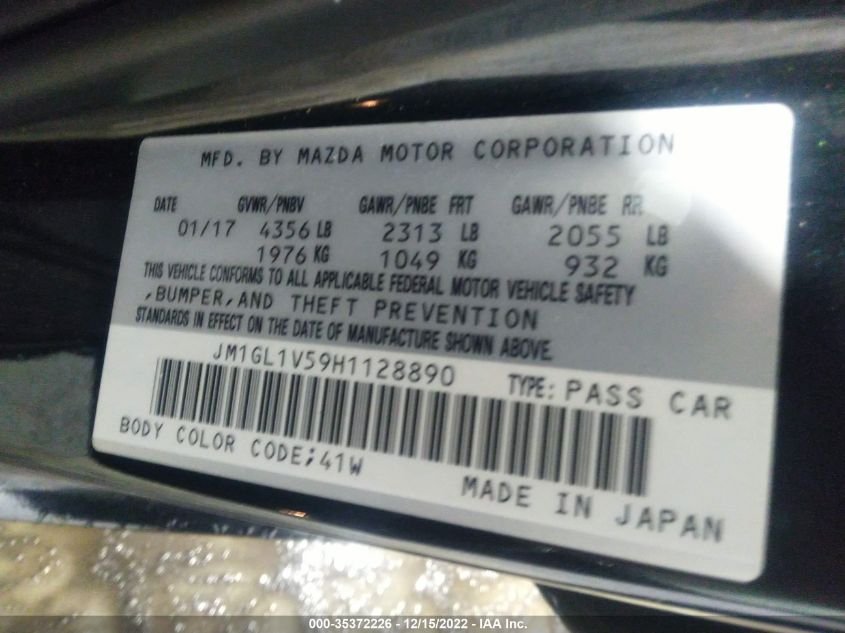 MFD. BY MAZDA MOTOR CORPORATION
DATE GVWR/PNBV GAWR/PNBE FRT GAWR/PNBE RR
01/17 4356 LB 2313 LB 2055 LB
1976 KG 1049 KG 932 KG
THIS VEHICLE CONFORMS TO ALL APPLICABLE FEDERAL MOTOR VEHICLE SAFETY
,BUMPER,AND THEFT PREVENTION
STANDARDS IN EFFECT ON THE DATE OF MANUFACTURE SHOWN ABOVE.
JM1GL1V59H1128890 TYPE: PASS CAR
BODY COLOR CODE;41W
MADE IN JAPAN
000-35372226 - 12/15/2022 - IAA Inc.